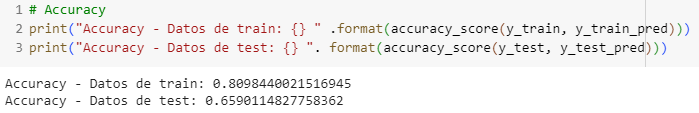 1 # Accuracy
2 print("Accuracy - Datos de train: {} " .format(accuracy_score(y_train, y_train_pred)))
3 print("Accuracy - Datos de test: {} ". format(accuracy_score(y_test, y_test_pred)))
Accuracy - Datos de train: 0.8098440021516945
Accuracy - Datos de test: 0.6590114827758362